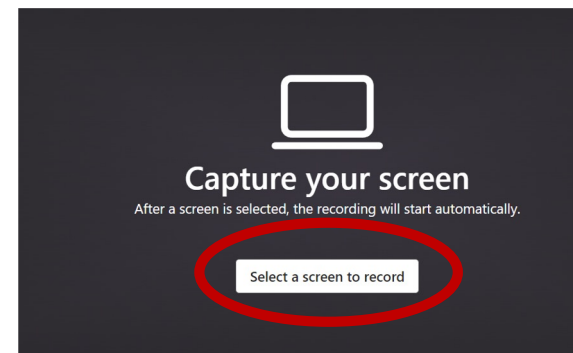 Capture your screen
After a screen is selected, the recording will start automatically.
Select a screen to record